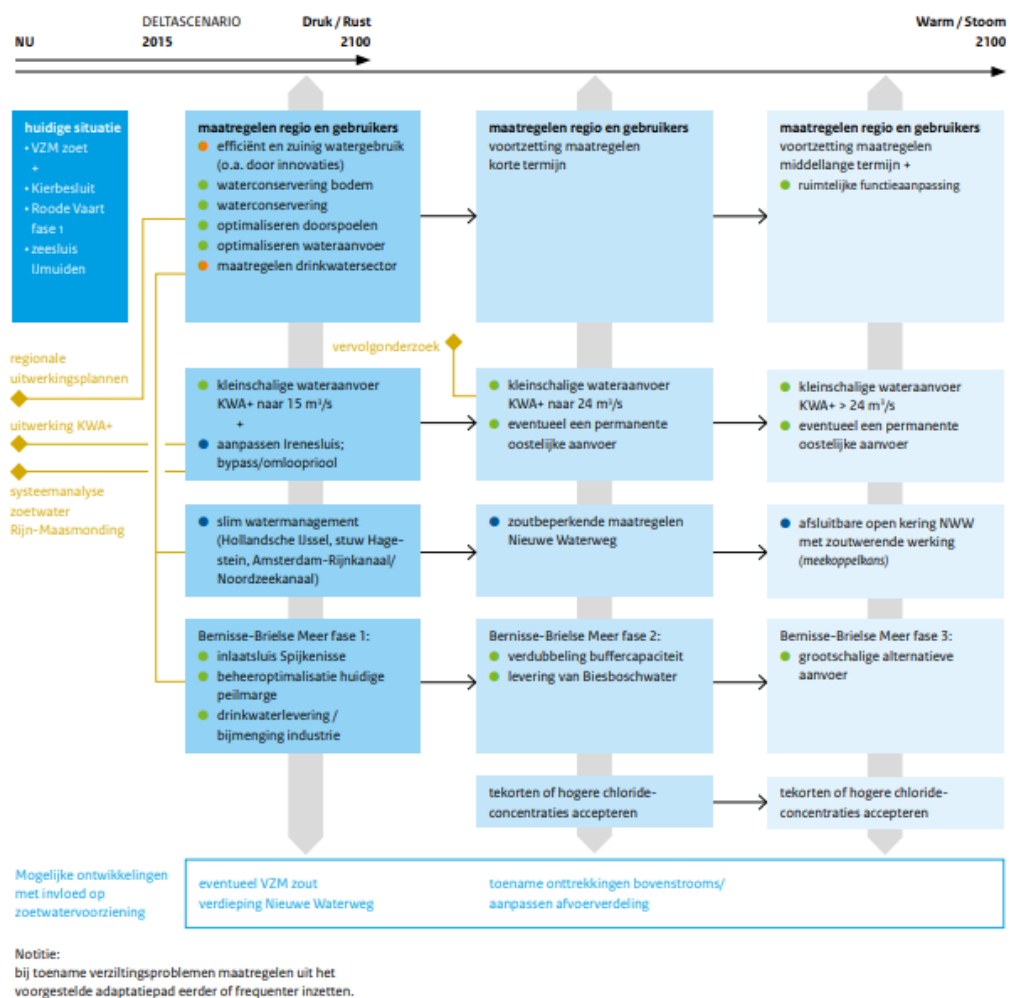 DELTASCENARIO
Druk / Rust
Warm / Stoom
NU
2015
2100
2100
huidige situatie
• VZM zoet
+
• Kierbesluit
• Roode Vaart
fase 1
• zeesluis
IJmuiden
maatregelen regio en gebruikers
efficiënt en zuinig watergebruik
(o.a. door innovaties)
waterconservering bodem
waterconservering
optimaliseren doorspoelen
optimaliseren wateraanvoer
maatregelen drinkwatersector
maatregelen regio en gebruikers
voortzetting maatregelen
korte termijn
maatregelen regio en gebruikers
voortzetting maatregelen
middellange termijn +
ruimtelijke functieaanpassing
regionale
uitwerkingsplannen
uitwerking KWA+
systeemanalyse
zoetwater
Rijn-Maasmonding
vervolgonderzoek
kleinschalige wateraanvoer
KWA+ naar 15 m³/s
+
aanpassen Irenesluis;
bypass/omloopriool
kleinschalige wateraanvoer
KWA+ naar 24 m³/s
eventueel een permanente
oostelijke aanvoer
kleinschalige wateraanvoer
KWA+ > 24 m³/s
eventueel een permanente
oostelijke aanvoer
slim watermanagement
(Hollandsche IJssel, stuw Hage-
stein, Amsterdam-Rijnkanaal/
Noordzeekanaal)
zoutbeperkende maatregelen
Nieuwe Waterweg
afsluitbare open kering NWW
met zoutwerende werking
(meekoppelkans)
Bernisse-Brielse Meer fase 1:
inlaatsluis Spijkenisse
beheeroptimalisatie huidige
peilmarge
drinkwaterlevering /
bijmenging industrie
Bernisse-Brielse Meer fase 2:
verdubbeling buffercapaciteit
levering van Biesboschwater
Bernisse-Brielse Meer fase 3:
grootschalige alternatieve
aanvoer
tekorten of hogere chloride-
concentraties accepteren
tekorten of hogere chloride-
concentraties accepteren
Mogelijke ontwikkelingen
met invloed op
zoetwatervoorziening
eventueel VZM zout
verdieping Nieuwe Waterweg
toename onttrekkingen bovenstrooms/
aanpassen afvoerverdeling
Notitie:
bij toename verziltingsproblemen maatregelen uit het
voorgestelde adaptatiepad eerder of frequenter inzetten.